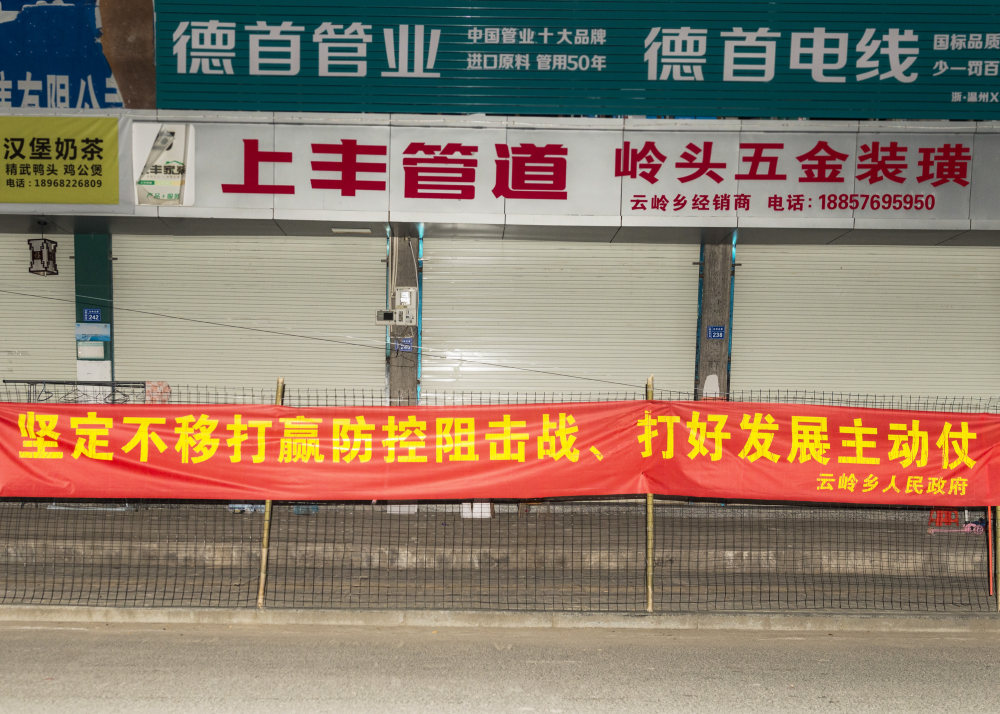 德首管业
中国管业十大品牌
进口原料 管用50年
德首电线
国标品质
少一罚百
浙·温州
汉堡奶茶
精武鸭头 鸡公煲
电话：18968226809
上丰管道
岭头五金装璜
云岭乡经销商 电话：18857695950
242
240
238
坚定不移打赢防控阻击战、打好发展主动仗
云岭乡人民政府